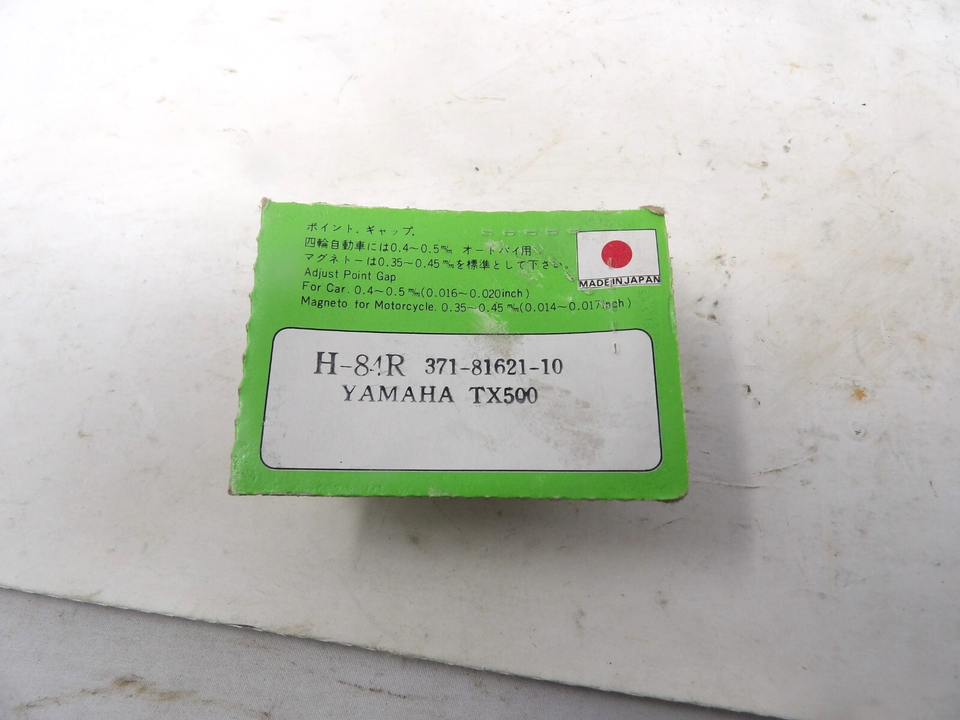 ポイント、ギャップ.
四輪自動車には0.4〜0.5㎜ オートバイ用
マグネトーは0.35〜0.45㎜を標準として下さい。
Adjust Point Gap
For Car. 0.4〜0.5㎜(0.016〜0.020inch)
Magneto for Motorcycle. 0.35〜0.45㎜(0.014〜0.017inch)
MADE IN JAPAN
H-84R 371-81621-10
YAMAHA TX500